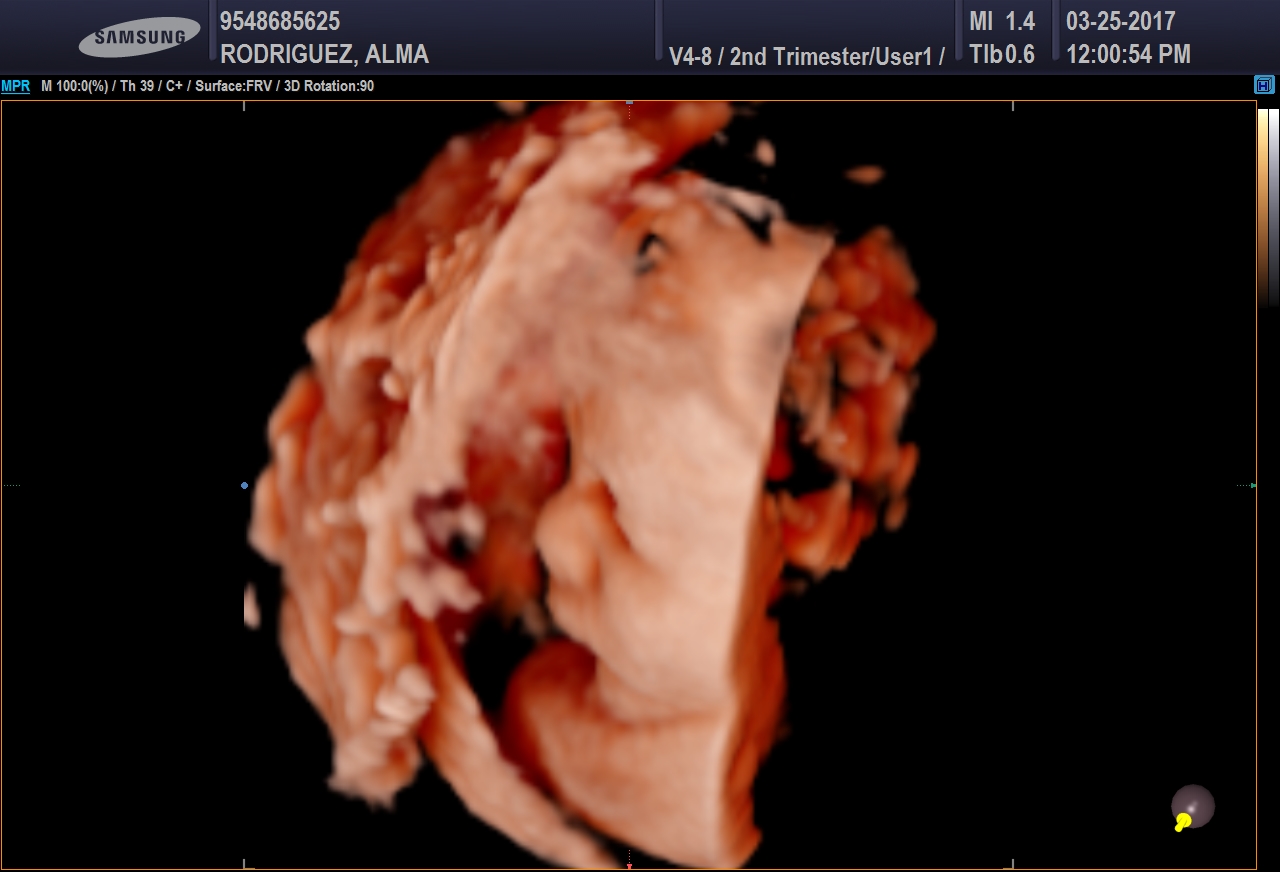 SAMSUNG
9548685625
RODRIGUEZ, ALMA
V4-8 / 2nd Trimester/User1 /
MI 1.4
TIb 0.6
03-25-2017
12:00:54 PM
MPR M 100:0(%) / Th 39 / C+ / Surface:FRV / 3D Rotation:90
H